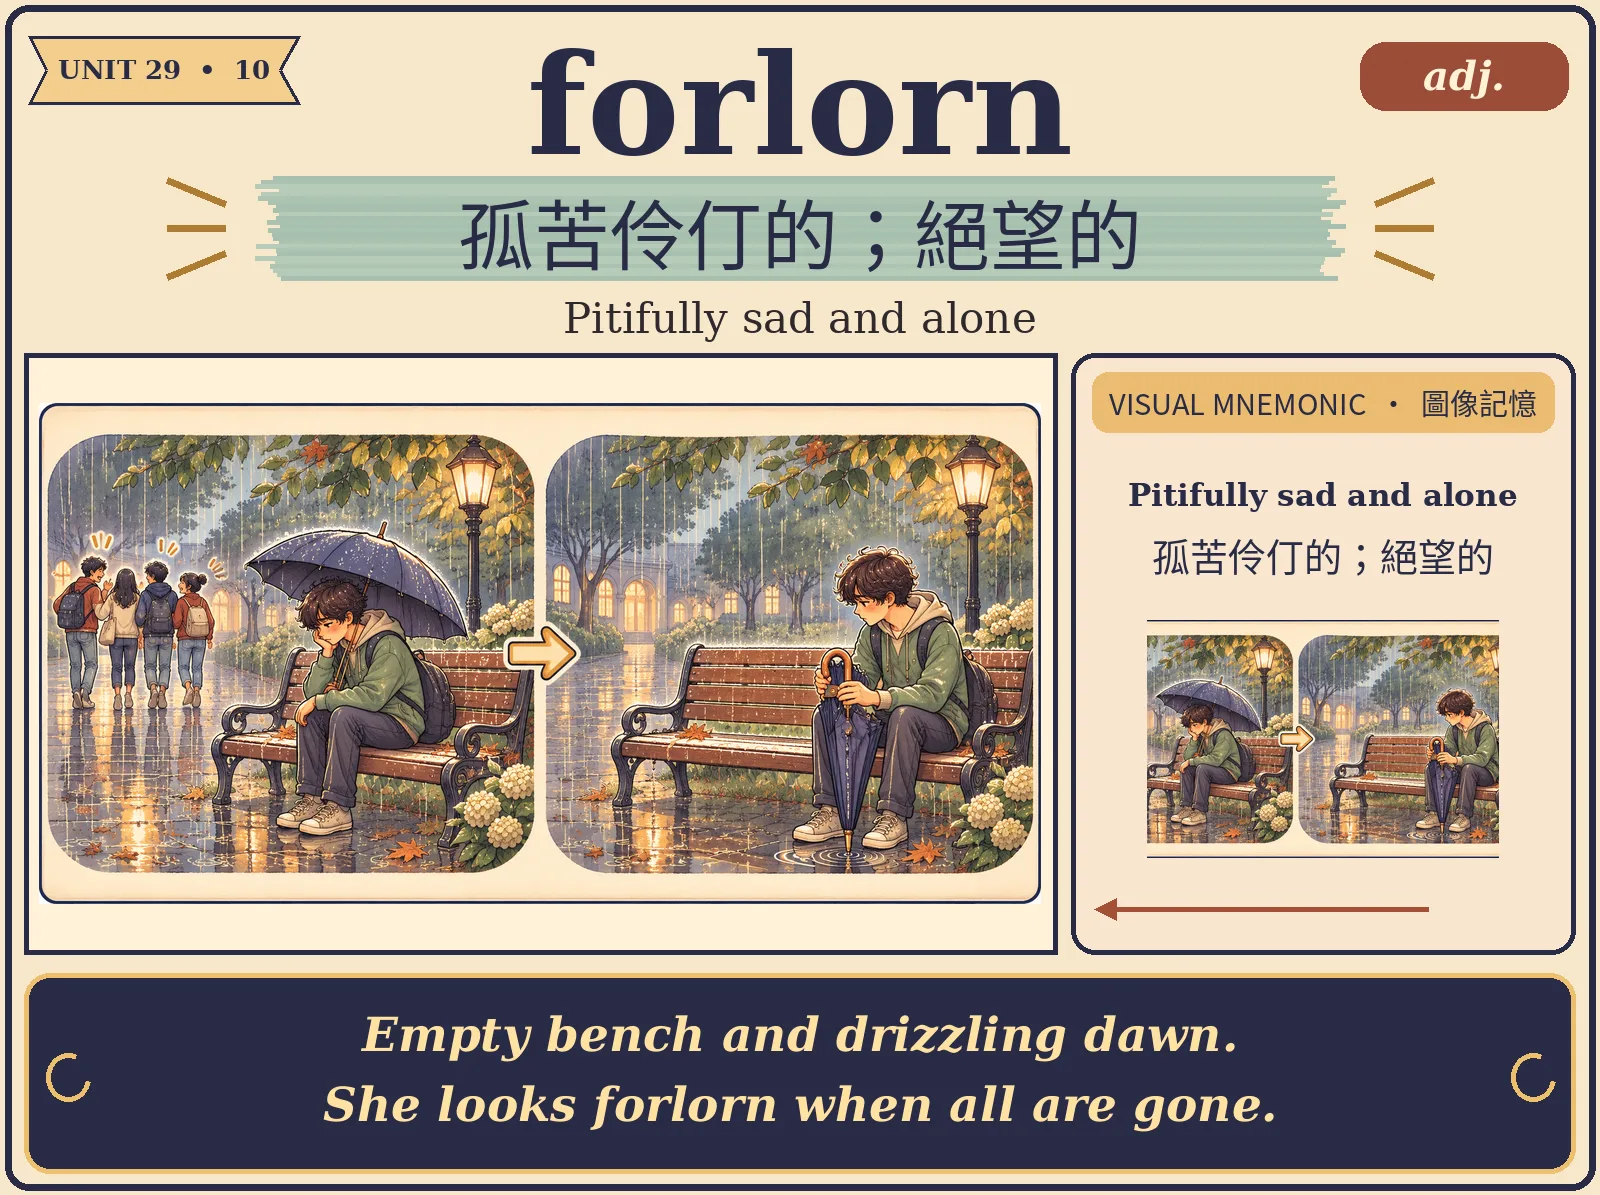 UNIT 29 • 10
forlorn
adj.
孤苦伶仃的；絕望的
Pitifully sad and alone
VISUAL MNEMONIC ・ 圖像記憶
Pitifully sad and alone
孤苦伶仃的；絕望的
Empty bench and drizzling dawn.
She looks forlorn when all are gone.